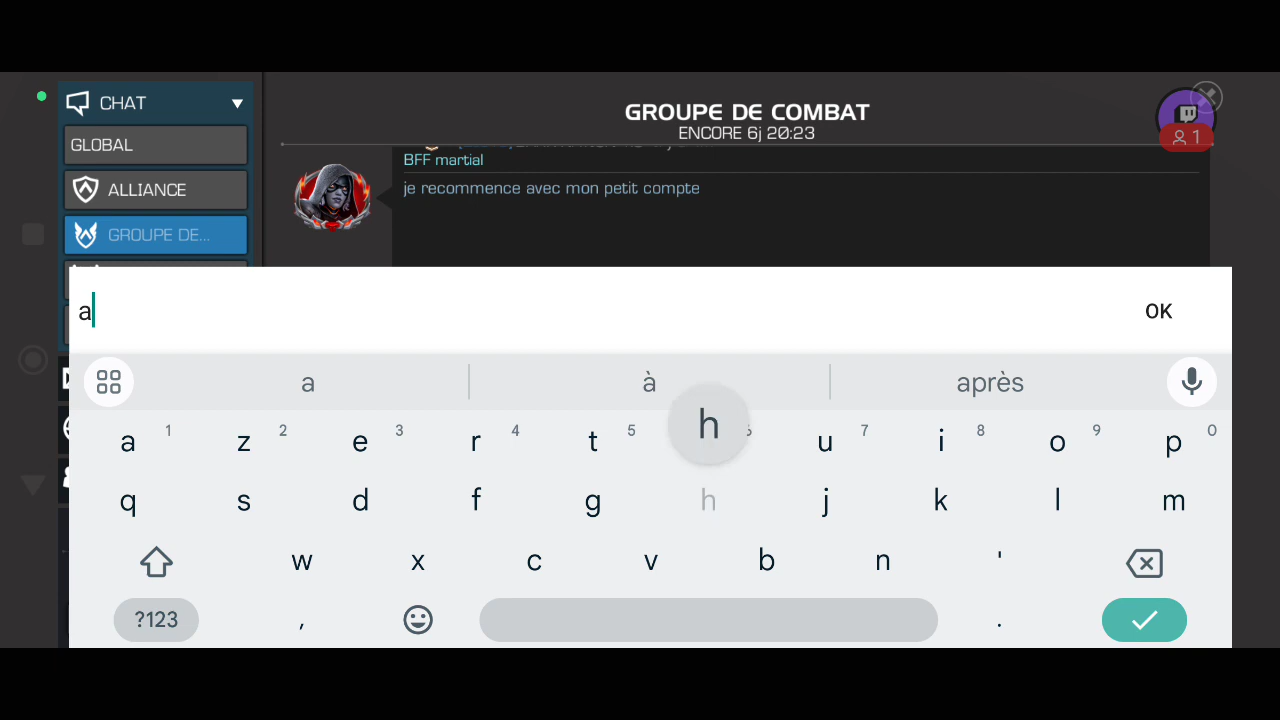 CHAT
GLOBAL
ALLIANCE
GROUPE DE...
GROUPE DE COMBAT
ENCORE 6j 20:23
1
BFF martial
je recommence avec mon petit compte
a
OK
a à après
a 1 z 2 e 3 r 4 t 5 h u 7 i 8 o 9 p 0
q s d f g h j k l m
w x c v b n '
?123 , .